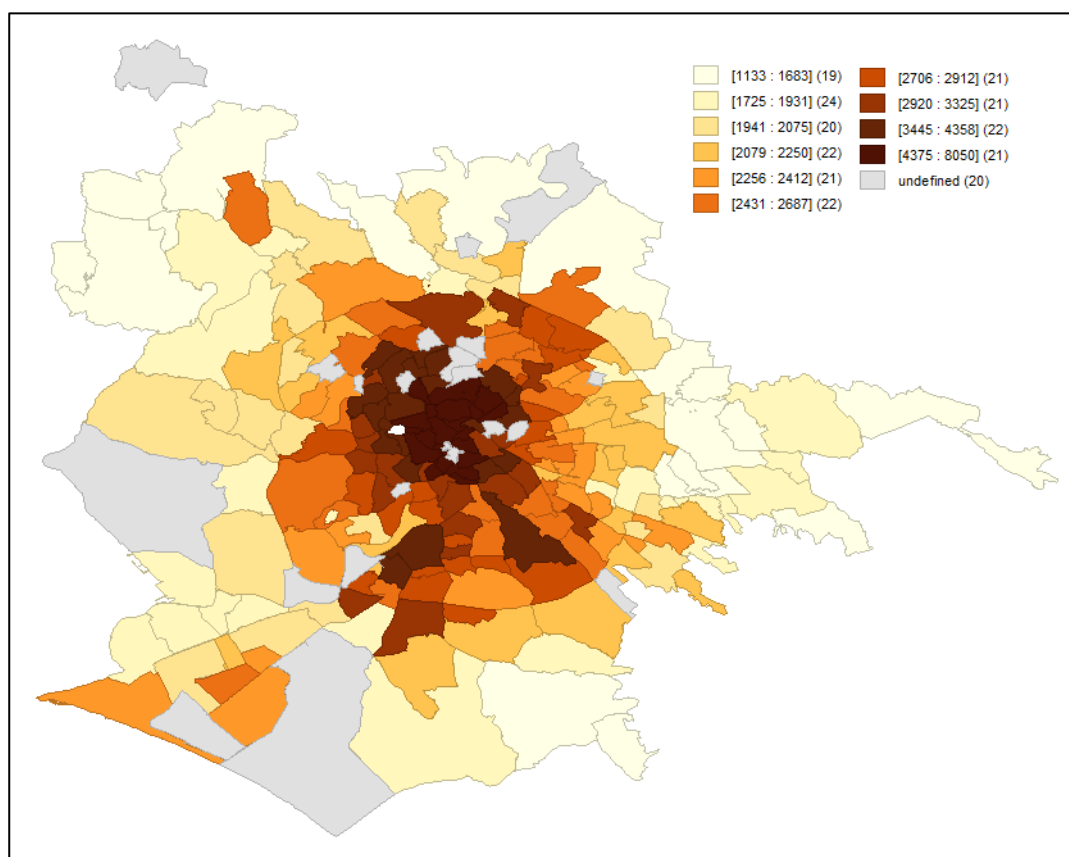 [1133 : 1683] (19)
[1725 : 1931] (24)
[1941 : 2075] (20)
[2079 : 2250] (22)
[2256 : 2412] (21)
[2431 : 2687] (22)
[2706 : 2912] (21)
[2920 : 3325] (21)
[3445 : 4358] (22)
[4375 : 8050] (21)
undefined (20)